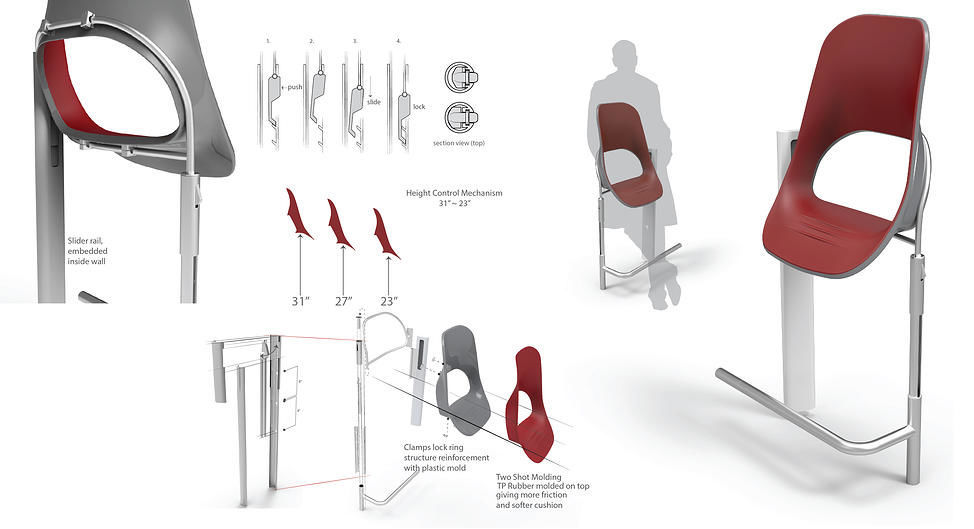 1.
2.
3.
4.
push
slide
lock
section view (top)
Height Control Mechanism
31” ~ 23”
Slider rail,
embedded
inside wall
31”
27”
23”
Clamps lock ring
structure reinforcement
with plastic mold
Two Shot Molding
TP Rubber molded on top
giving more friction
and softer cushion